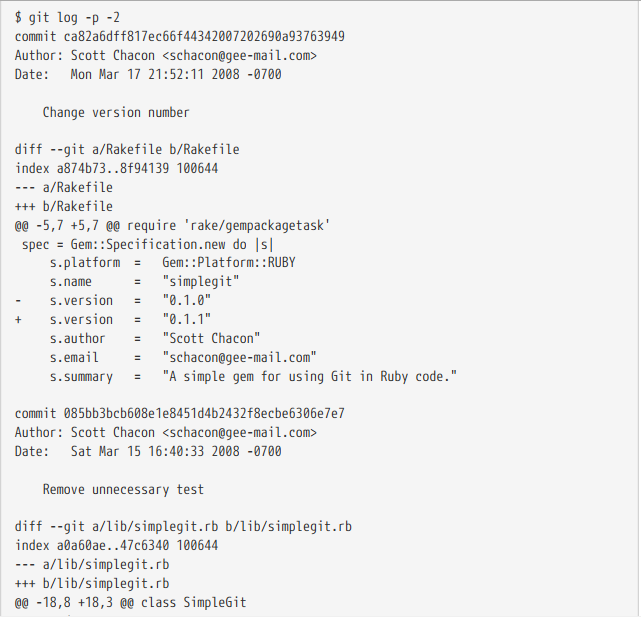 $ git log -p -2
commit ca82a6dff817ec66f44342007202690a93763949
Author: Scott Chacon <schacon@gee-mail.com>
Date:   Mon Mar 17 21:52:11 2008 -0700

    Change version number

diff --git a/Rakefile b/Rakefile
index a874b73..8f94139 100644
--- a/Rakefile
+++ b/Rakefile
@@ -5,7 +5,7 @@ require 'rake/gempackagetask'
 spec = Gem::Specification.new do |s|
     s.platform  =   Gem::Platform::RUBY
     s.name      =   "simplegit"
-    s.version   =   "0.1.0"
+    s.version   =   "0.1.1"
     s.author    =   "Scott Chacon"
     s.email     =   "schacon@gee-mail.com"
     s.summary   =   "A simple gem for using Git in Ruby code."

commit 085bb3bcb608e1e8451d4b2432f8ecbe6306e7e7
Author: Scott Chacon <schacon@gee-mail.com>
Date:   Sat Mar 15 16:40:33 2008 -0700

    Remove unnecessary test

diff --git a/lib/simplegit.rb b/lib/simplegit.rb
index a0a60ae..47c6340 100644
--- a/lib/simplegit.rb
+++ b/lib/simplegit.rb
@@ -18,8 +18,3 @@ class SimpleGit